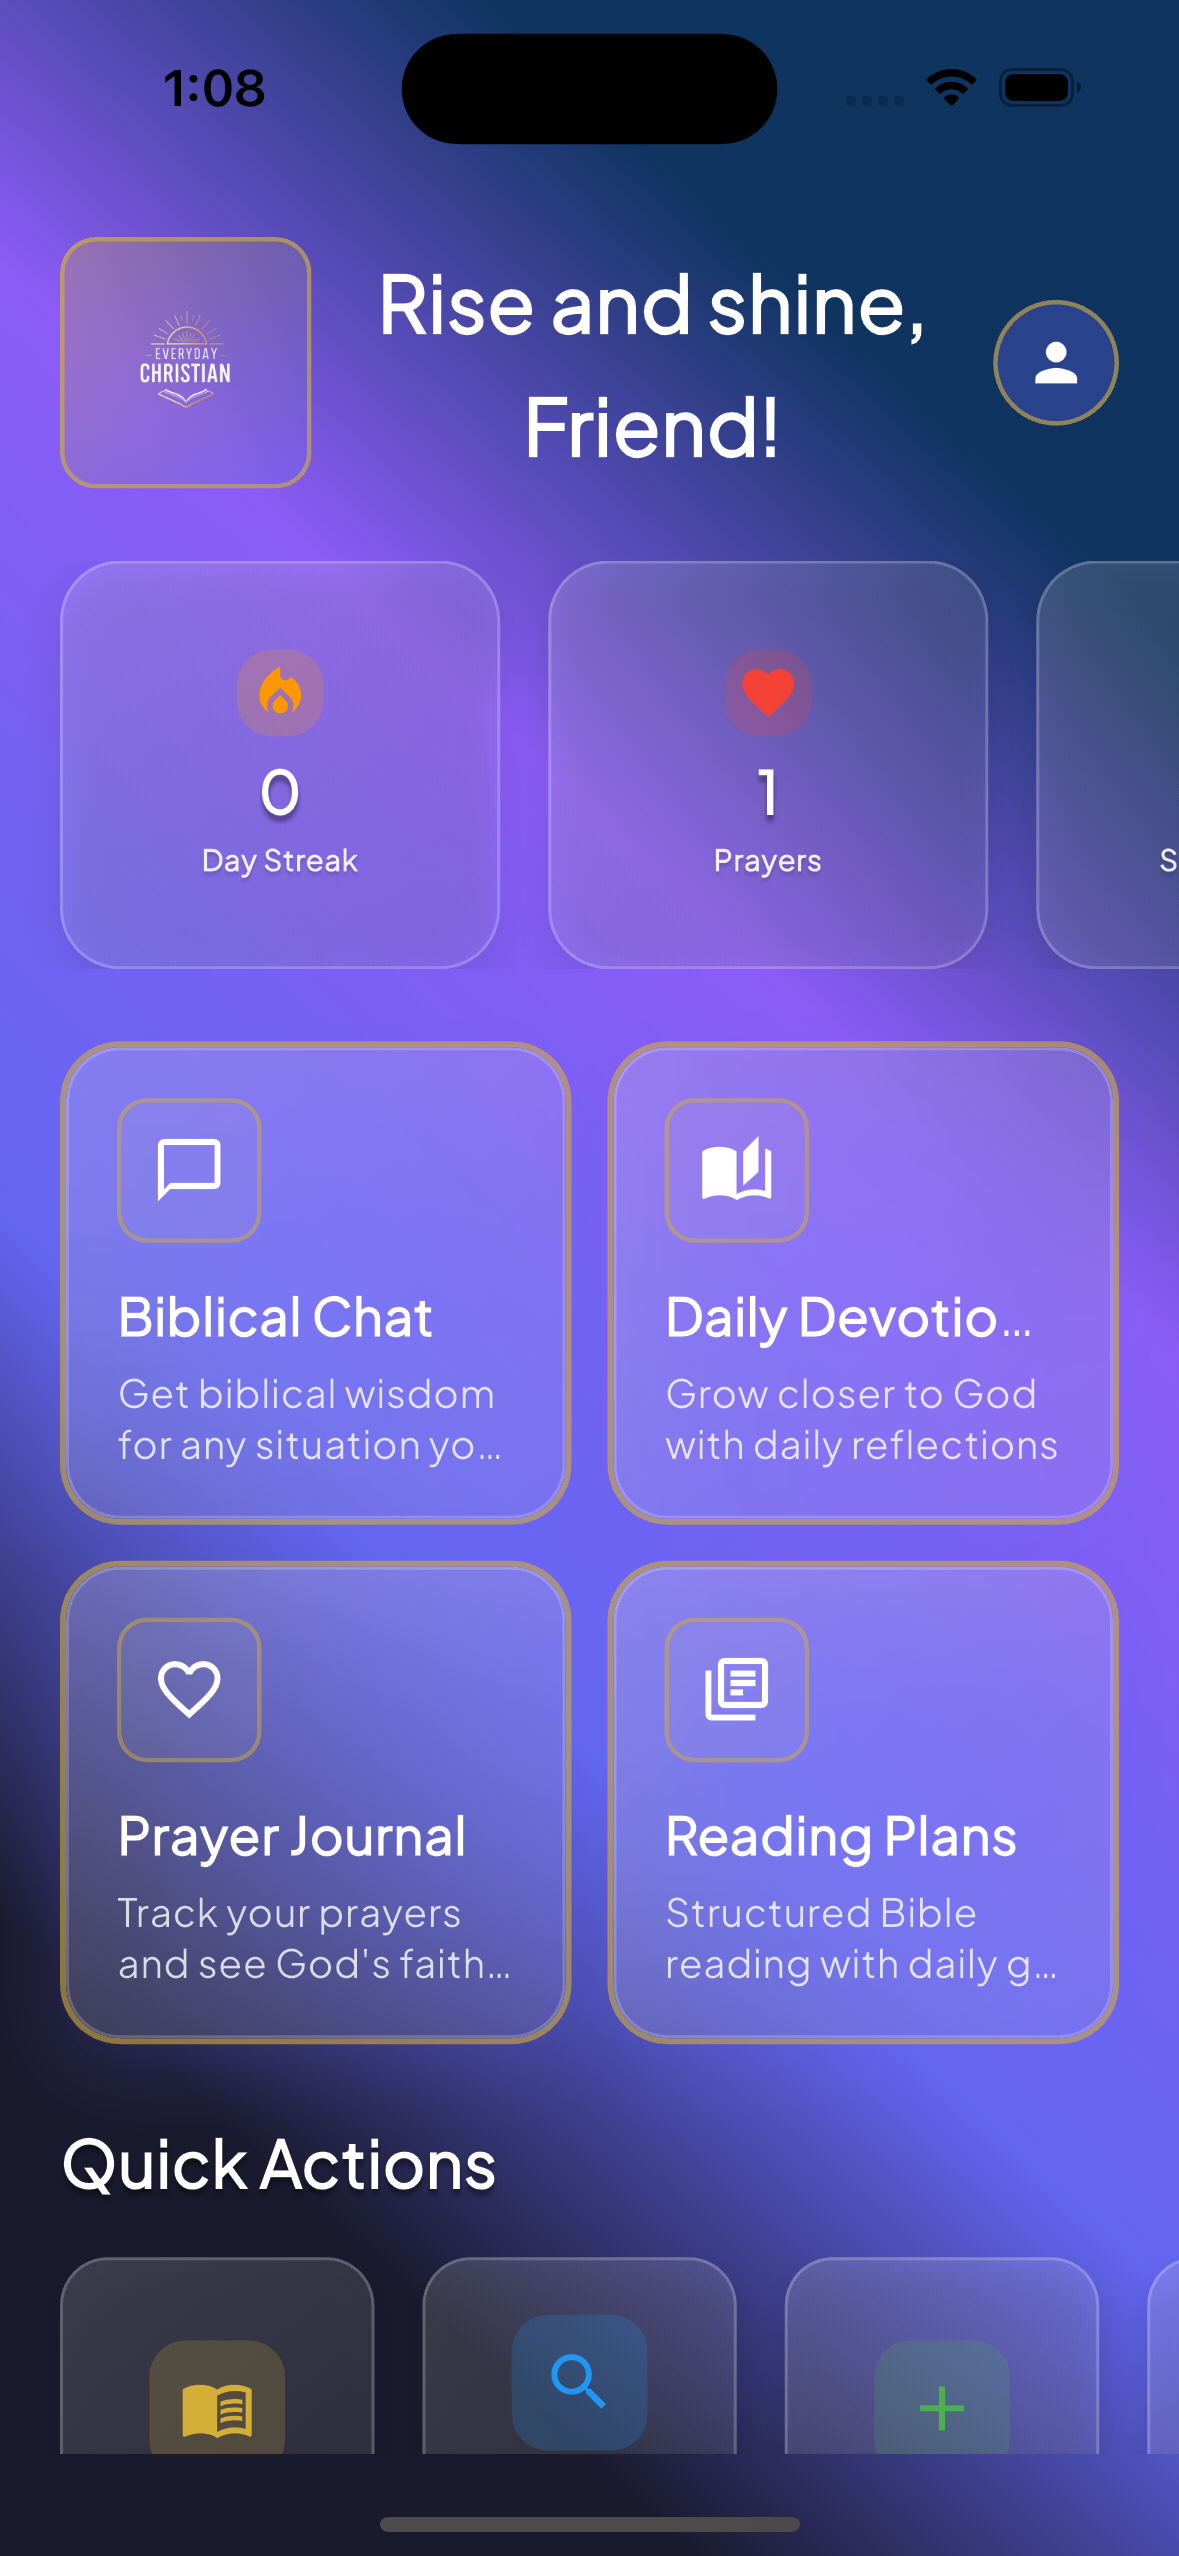 1:08
EVERYDAY
CHRISTIAN
Rise and shine,
Friend!
0
Day Streak
1
Prayers
S
Biblical Chat
Get biblical wisdom
for any situation yo...
Daily Devotio...
Grow closer to God
with daily reflections
Prayer Journal
Track your prayers
and see God's faith...
Reading Plans
Structured Bible
reading with daily g...
Quick Actions